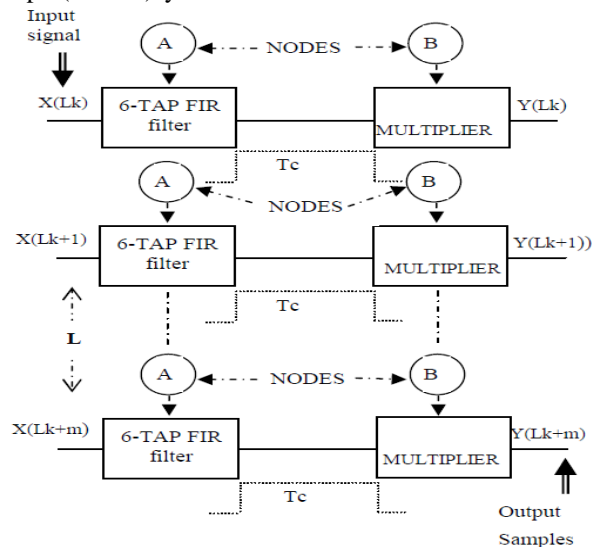 Input
signal
A
NODES
B
X(Lk)
6-TAP FIR
filter
MULTIPLIER
Y(Lk)
Tc
A
NODES
B
X(Lk+1)
6-TAP FIR
filter
MULTIPLIER
Y(Lk+1))
Tc
L
A
NODES
B
X(Lk+m)
6-TAP FIR
filter
MULTIPLIER
Y(Lk+m)
Tc
Output
Samples